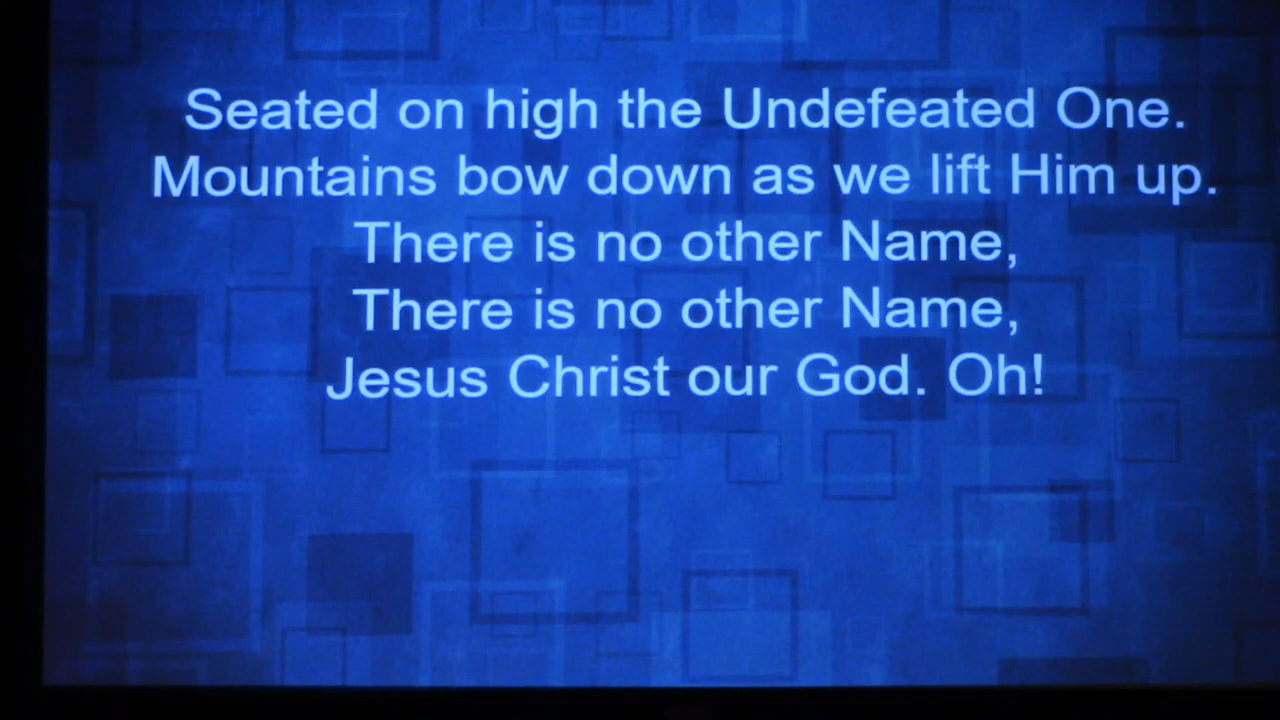 Seated on high the Undefeated One.
Mountains bow down as we lift Him up.
There is no other Name,
There is no other Name,
Jesus Christ our God. Oh!